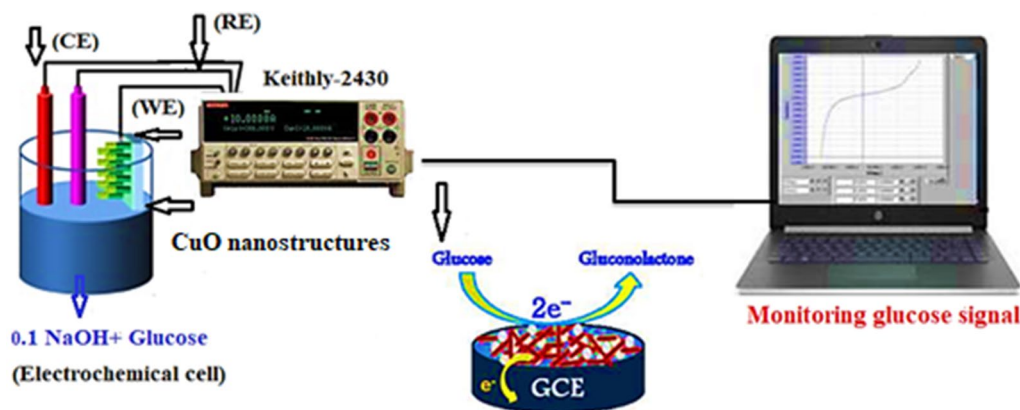 (CE)
(RE)
Keithly-2430
(WE)
CuO nanostructures
0.1 NaOH+ Glucose
(Electrochemical cell)
Glucose
Gluconolactone
2e⁻
e⁻
GCE
Monitoring glucose signal